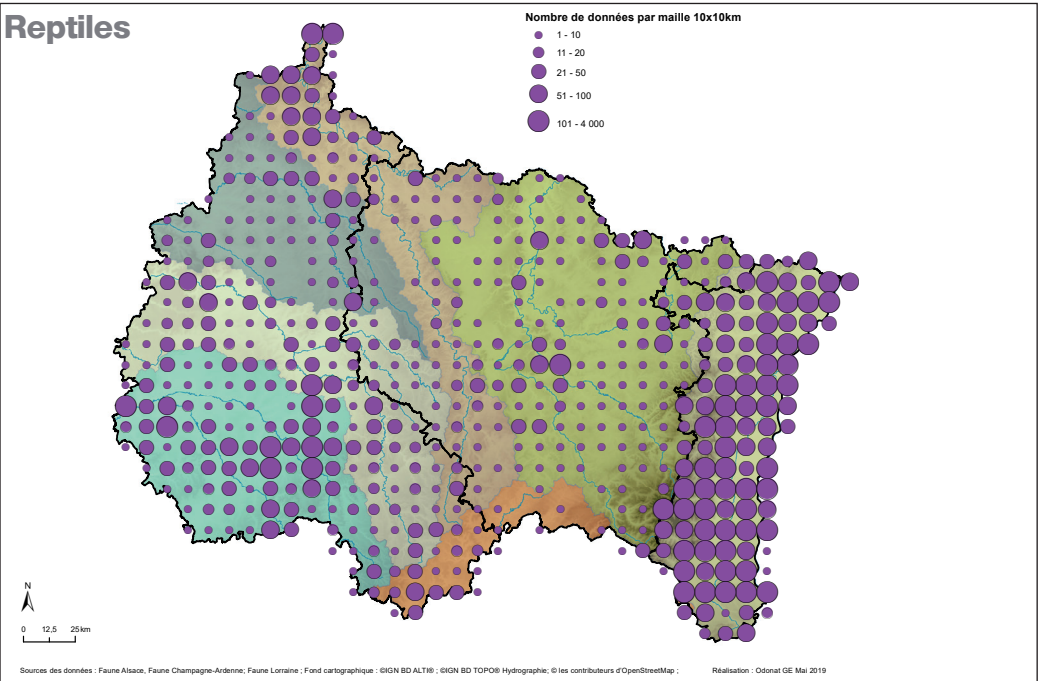 Reptiles
Nombre de données par maille 10x10km
1 - 10
11 - 20
21 - 50
51 - 100
101 - 4 000
N
0 12,5 25km
Sources des données : Faune Alsace, Faune Champagne-Ardenne; Faune Lorraine ; Fond cartographique : ©IGN BD ALTI® ; ©IGN BD TOPO® Hydrographie; © les contributeurs d'OpenStreetMap ; Réalisation : Odonat GE Mai 2019